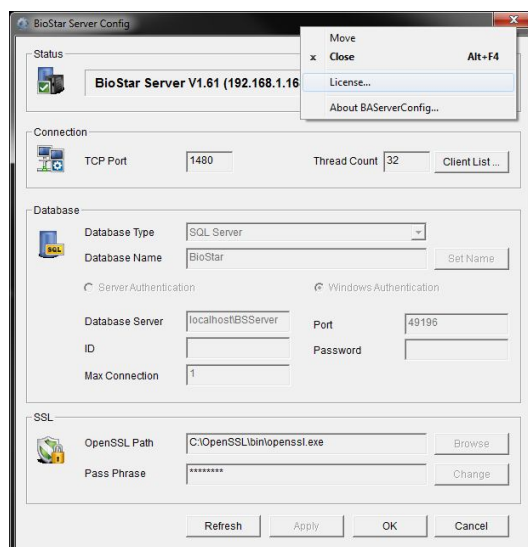 BioStar Server Config
Move
x Close Alt+F4
License...
About BAServerConfig...
Status
BioStar Server V1.61 (192.168.1.16
Connection
TCP Port 1480 Thread Count 32 Client List ...
Database
SQL
Database Type SQL Server
Database Name BioStar Set Name
Server Authentication Windows Authentication
Database Server localhost\BSServer Port 49196
ID Password
Max Connection 1
SSL
OpenSSL Path C:\OpenSSL\bin\openssl.exe Browse
Pass Phrase ******** Change
Refresh Apply OK Cancel